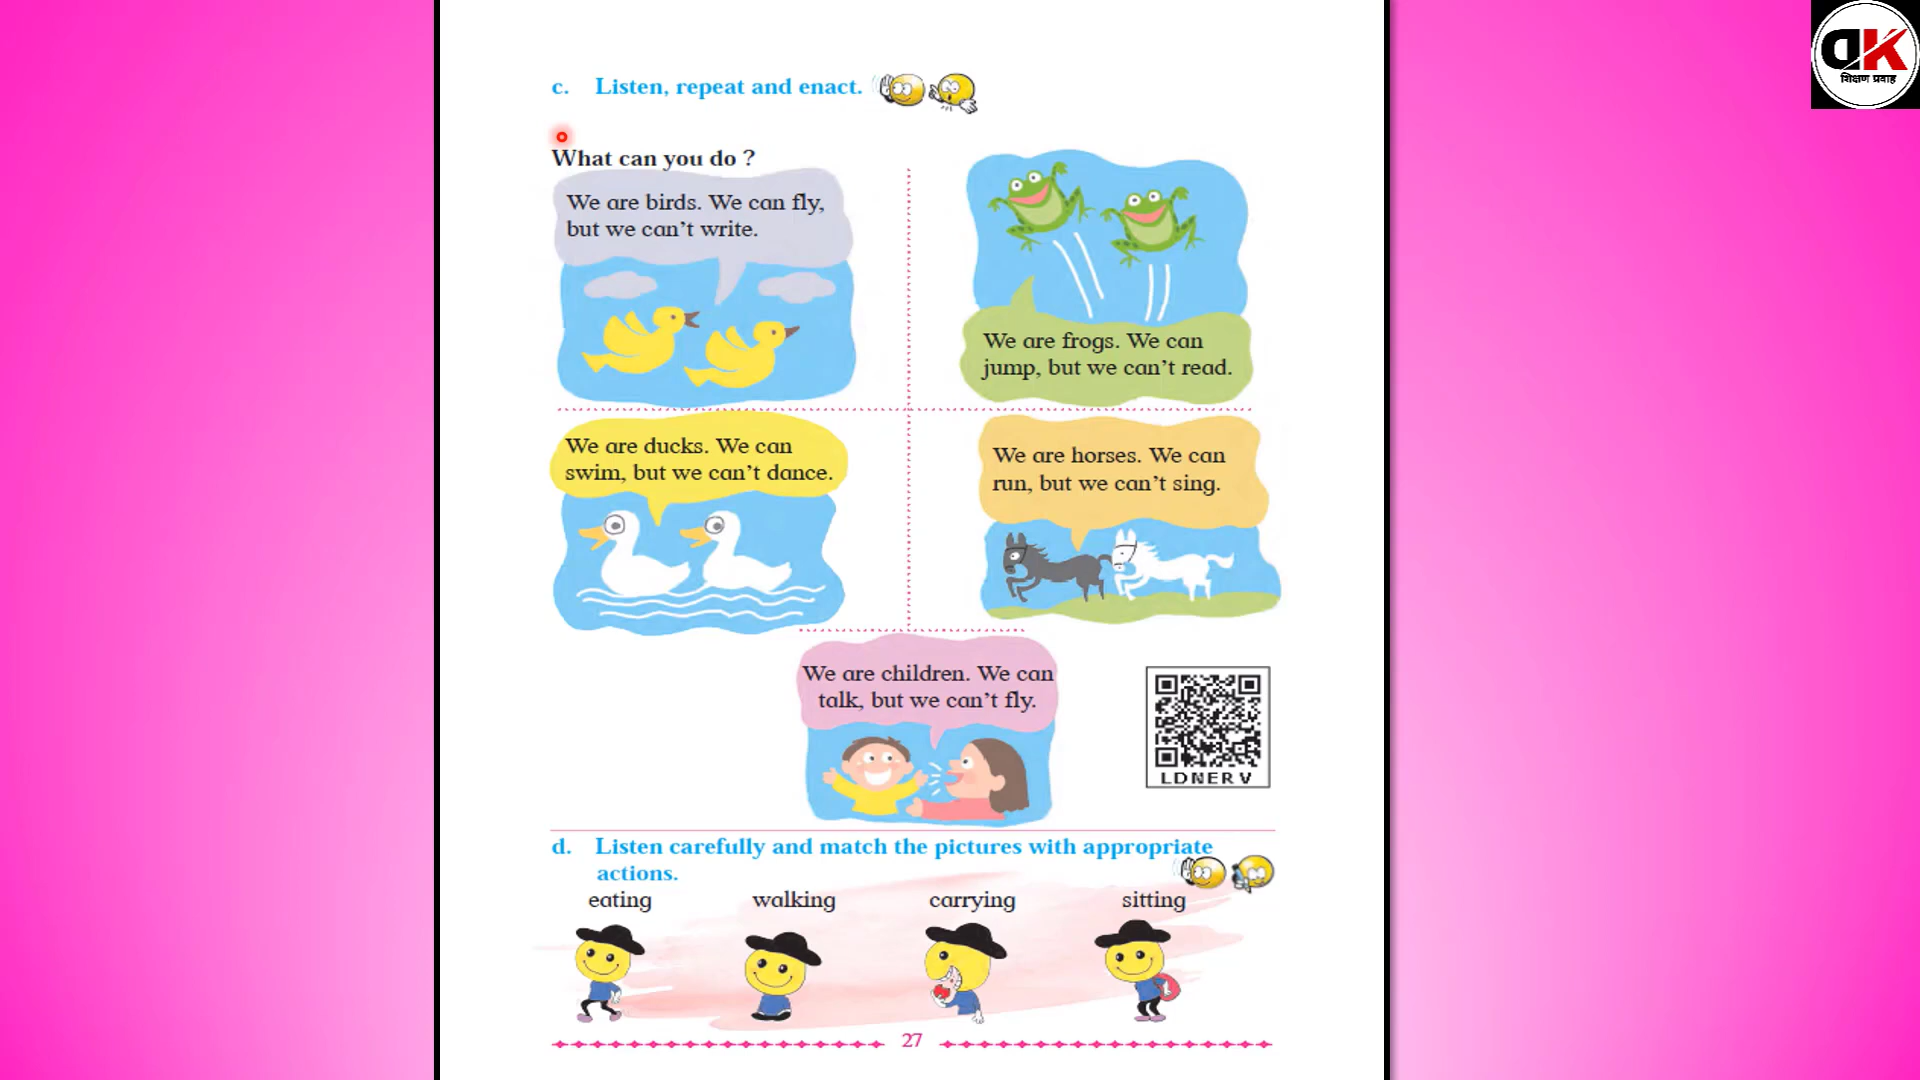 DK
शिक्षण प्रवाह
c. Listen, repeat and enact.
What can you do ?
We are birds. We can fly,
but we can't write.
We are frogs. We can
jump, but we can't read.
We are ducks. We can
swim, but we can't dance.
We are horses. We can
run, but we can't sing.
We are children. We can
talk, but we can't fly.
LDNERV
d. Listen carefully and match the pictures with appropriate
actions.
eating walking carrying sitting
27